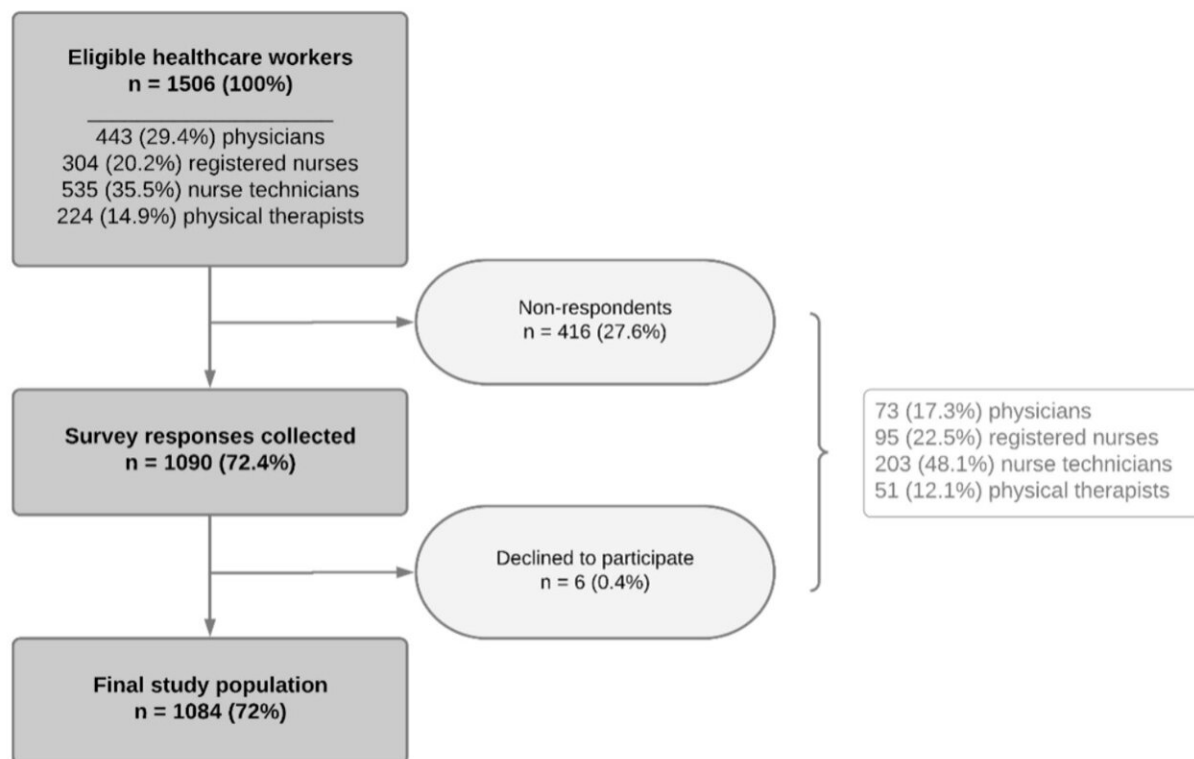 Eligible healthcare workers
n = 1506 (100%)
443 (29.4%) physicians
304 (20.2%) registered nurses
535 (35.5%) nurse technicians
224 (14.9%) physical therapists
Non-respondents
n = 416 (27.6%)
Survey responses collected
n = 1090 (72.4%)
73 (17.3%) physicians
95 (22.5%) registered nurses
203 (48.1%) nurse technicians
51 (12.1%) physical therapists
Declined to participate
n = 6 (0.4%)
Final study population
n = 1084 (72%)